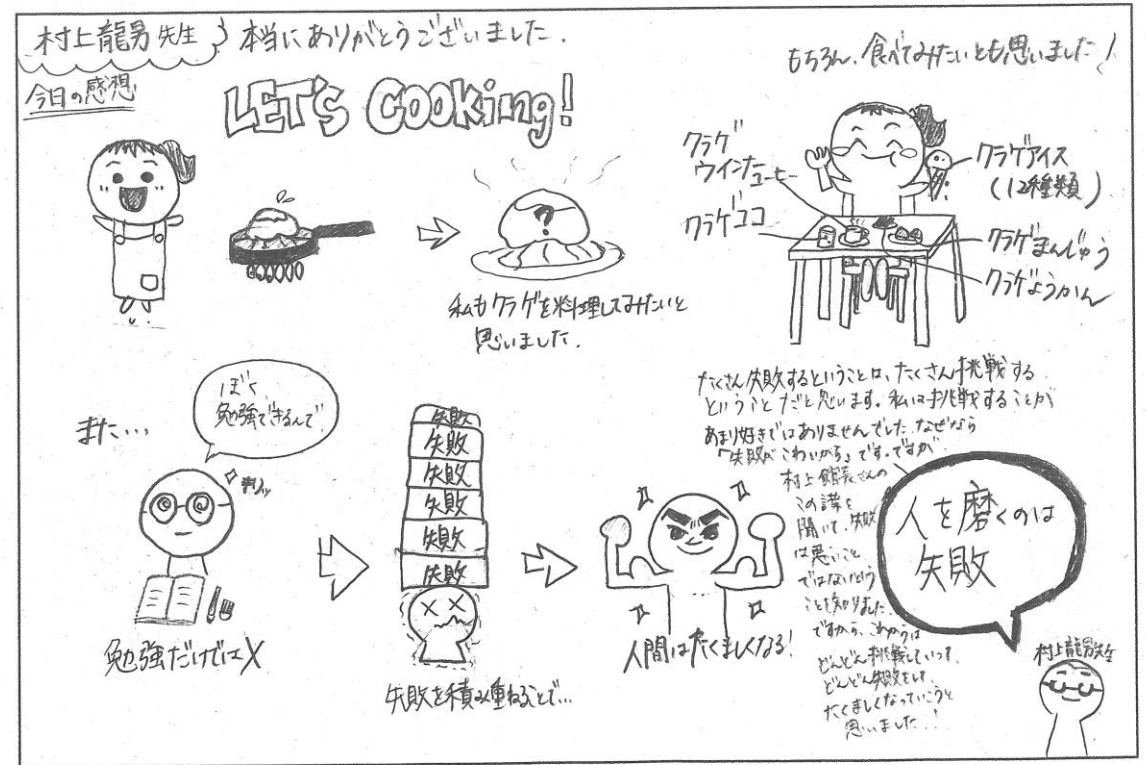 村上龍男先生 本当にありがとうございました.
今日の感想
LET'S COOKing!
?
私もクラゲを料理してみたいと
思いました.
もちろん、食べてみたいとも思いました!
クラゲ
ウインナーコーヒー
クラゲココ
クラゲアイス
(12種類)
クラゲまんじゅう
クラゲようかん
また...
ぼく
勉強できるんで
キリッ
勉強だけでは×
失敗
失敗
失敗
失敗
失敗
失敗
失敗を積み重ねることで...
人間はたくましくなる!
たくさん失敗するということは、たくさん挑戦する
ということだと思います。私は挑戦することが
あまり好きではありませんでした。なぜなら
「失敗がこわいから」です。ですが
村上館長さんの
この話を
聞いて、失敗
は悪いこと
ではないという
ことを知りました.
ですから、これからは
どんどん挑戦していって、
どんどん失敗をして、
たくましくなっていこうと
思いました..!
人を磨くのは
失敗
村上龍男先生